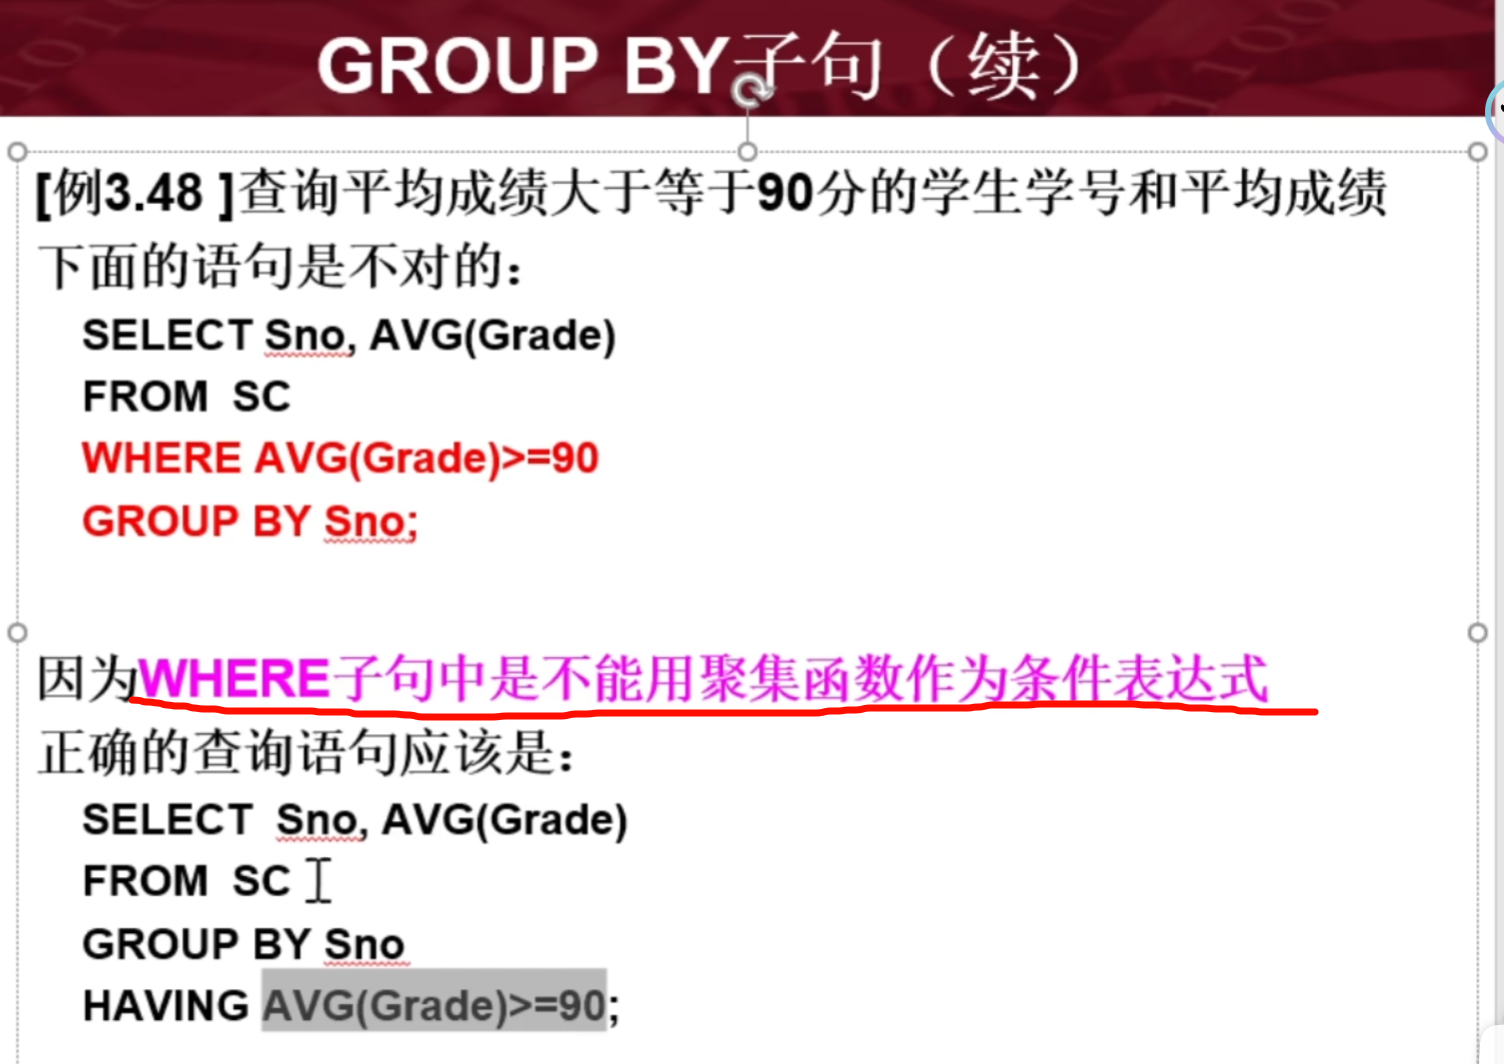 GROUP BY子句（续）
[例3.48 ]查询平均成绩大于等于90分的学生学号和平均成绩
下面的语句是不对的：
SELECT Sno, AVG(Grade)
FROM  SC
WHERE AVG(Grade)>=90
GROUP BY Sno;
因为WHERE子句中是不能用聚集函数作为条件表达式
正确的查询语句应该是：
SELECT  Sno, AVG(Grade)
FROM  SC
GROUP BY Sno
HAVING AVG(Grade)>=90;